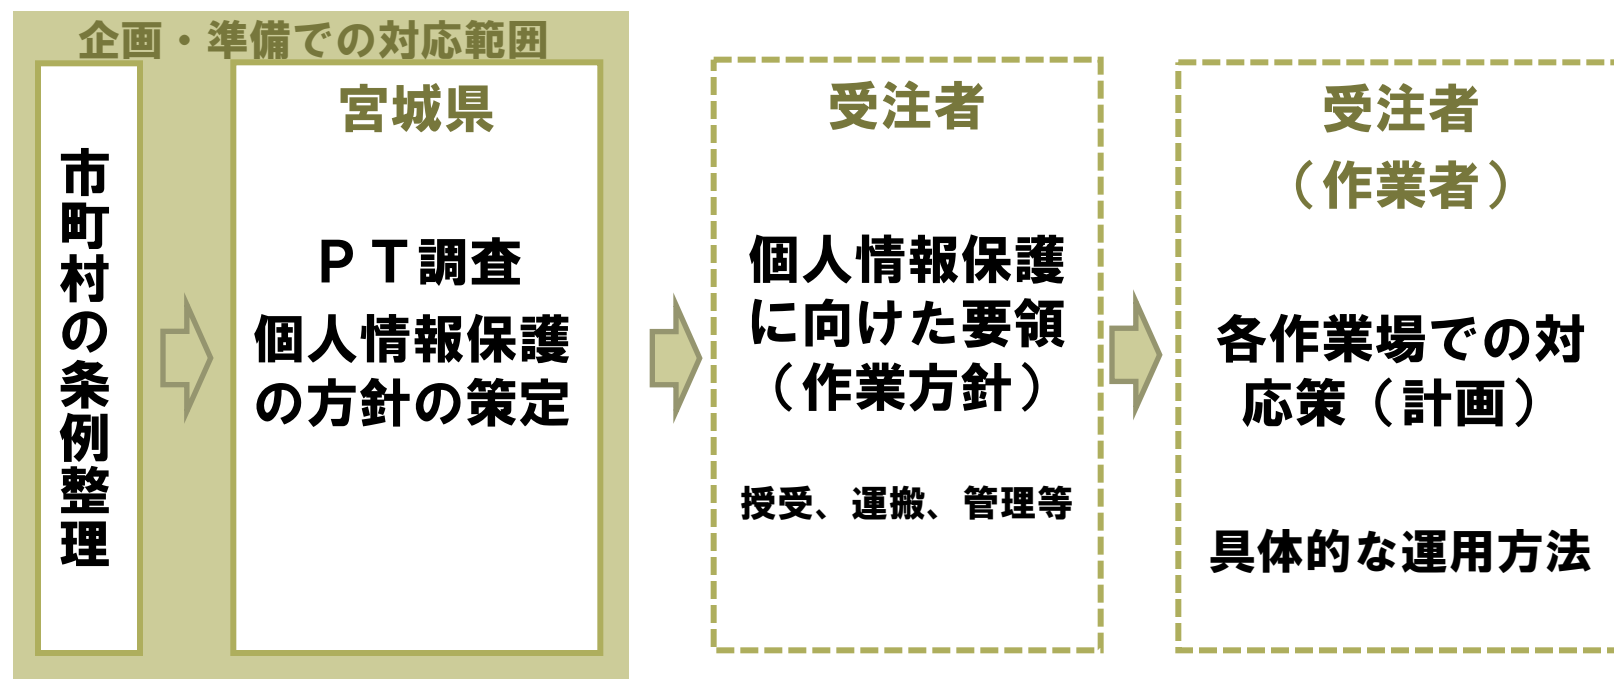 企画・準備での対応範囲
市町村の条例整理
宮城県
ＰＴ調査
個人情報保護
の方針の策定
受注者
個人情報保護
に向けた要領
（作業方針）
授受、運搬、管理等
受注者
（作業者）
各作業場での対
応策（計画）
具体的な運用方法